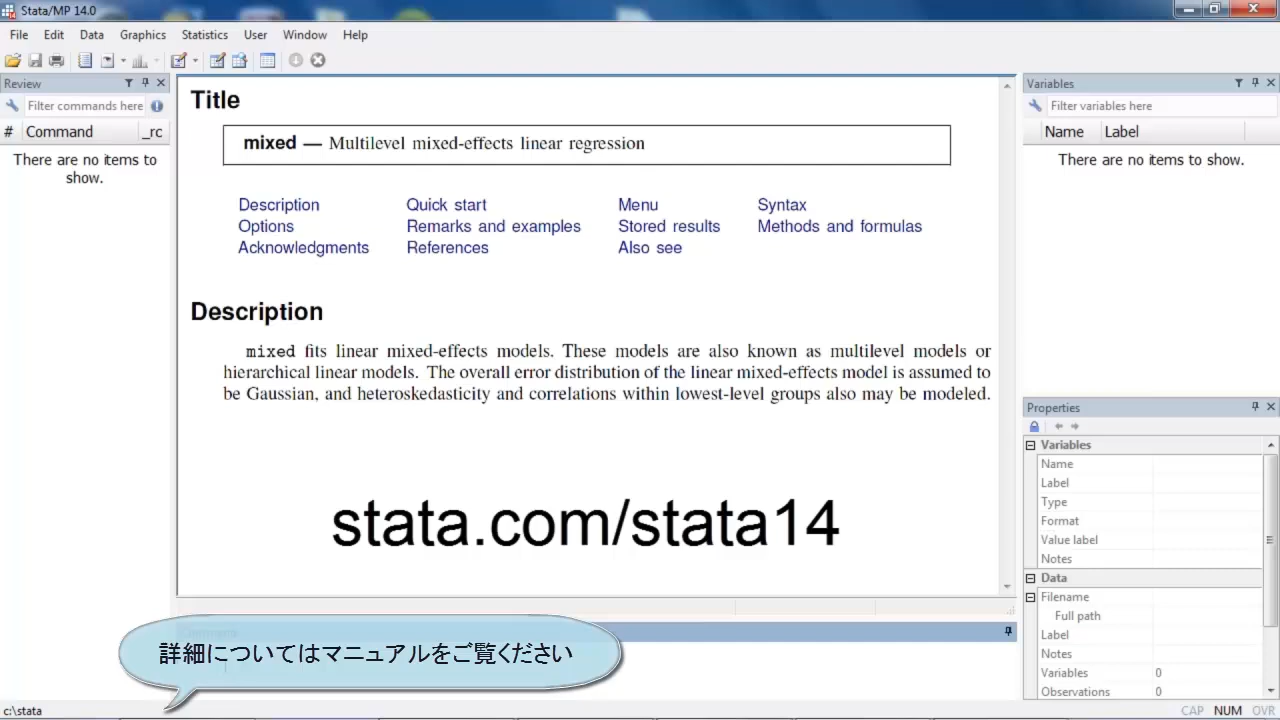 Stata/MP 14.0
File Edit Data Graphics Statistics User Window Help
Review
Filter commands here
# Command _rc
There are no items to
show.
Title
mixed — Multilevel mixed-effects linear regression
Description Quick start Menu Syntax
Options Remarks and examples Stored results Methods and formulas
Acknowledgments References Also see
Description
mixed fits linear mixed-effects models. These models are also known as multilevel models or
hierarchical linear models. The overall error distribution of the linear mixed-effects model is assumed to
be Gaussian, and heteroskedasticity and correlations within lowest-level groups also may be modeled.
stata.com/stata14
Variables
Filter variables here
Name Label
There are no items to show.
Properties
Variables
Name
Label
Type
Format
Value label
Notes
Data
Filename
Full path
Label
Notes
Variables 0
Observations 0
詳細についてはマニュアルをご覧ください
c:\stata
CAP NUM OVR